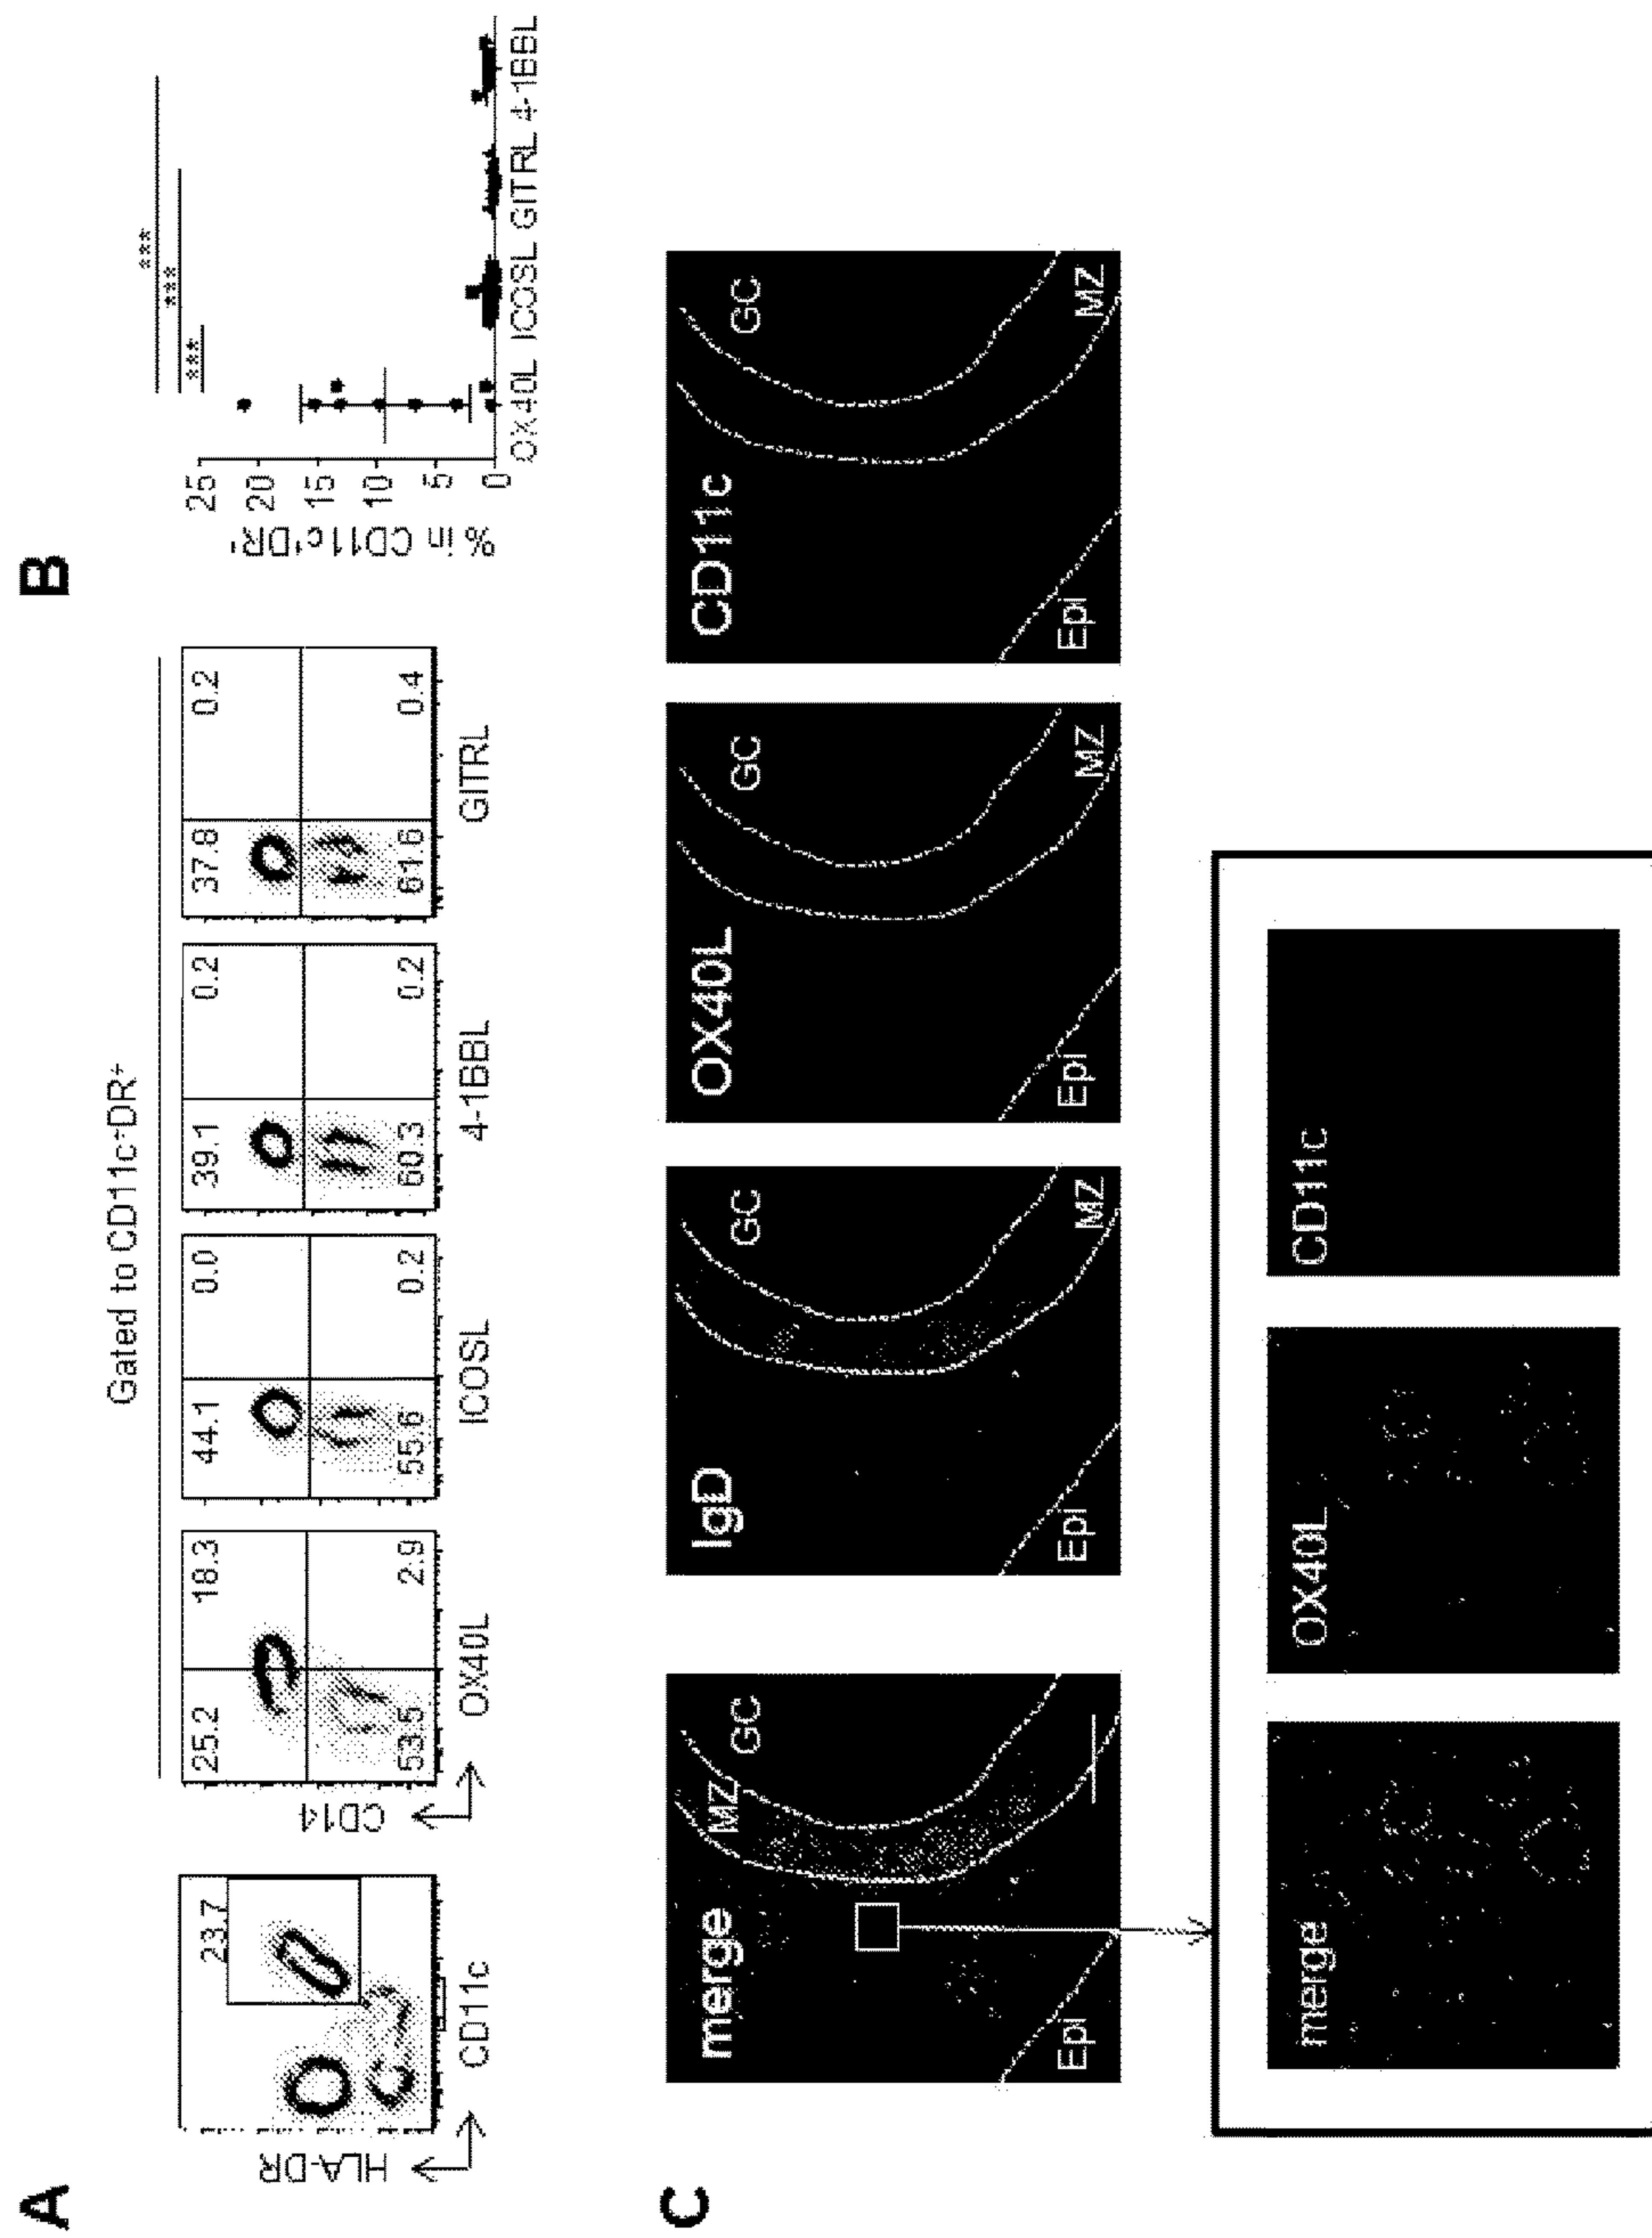 A
Gated to CD11c⁺DR⁺
HLA-DR
23.7
CD11c
CD14
25.2 18.3
53.5 2.9
OX40L
44.1 0.0
55.6 0.2
ICOSL
39.1 0.2
60.3 0.2
4-1BBL
37.8 0.2
61.6 0.4
GITRL
B
***
***
***
% in CD11c⁺DR⁺
25
20
15
10
5
0
OX40L ICOSL GITRL 4-1BBL
C
merge
MZ
GC
Epi
IgD
GC
Epi
MZ
OX40L
GC
Epi
MZ
CD11c
GC
Epi
MZ
merge
OX40L
CD11c